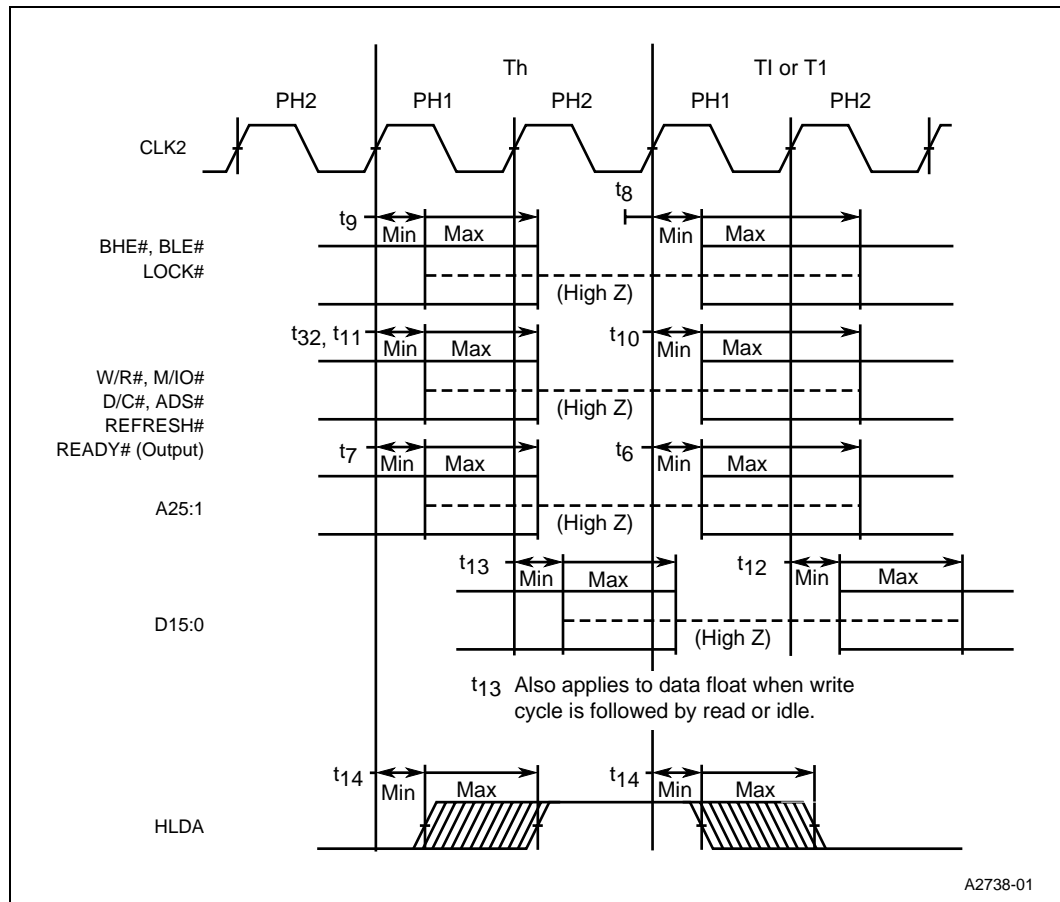 Th TI or T1
PH2 PH1 PH2 PH1 PH2
CLK2
t8
t9 Min Max Min Max
BHE#, BLE#
LOCK#
(High Z)
t32, t11 Min Max t10 Min Max
W/R#, M/IO#
D/C#, ADS#
REFRESH#
READY# (Output)
(High Z)
t7 Min Max t6 Min Max
A25:1
(High Z)
t13 Min Max t12 Min Max
D15:0
(High Z)
t13 Also applies to data float when write
cycle is followed by read or idle.
t14 Min Max t14 Min Max
HLDA
A2738-01